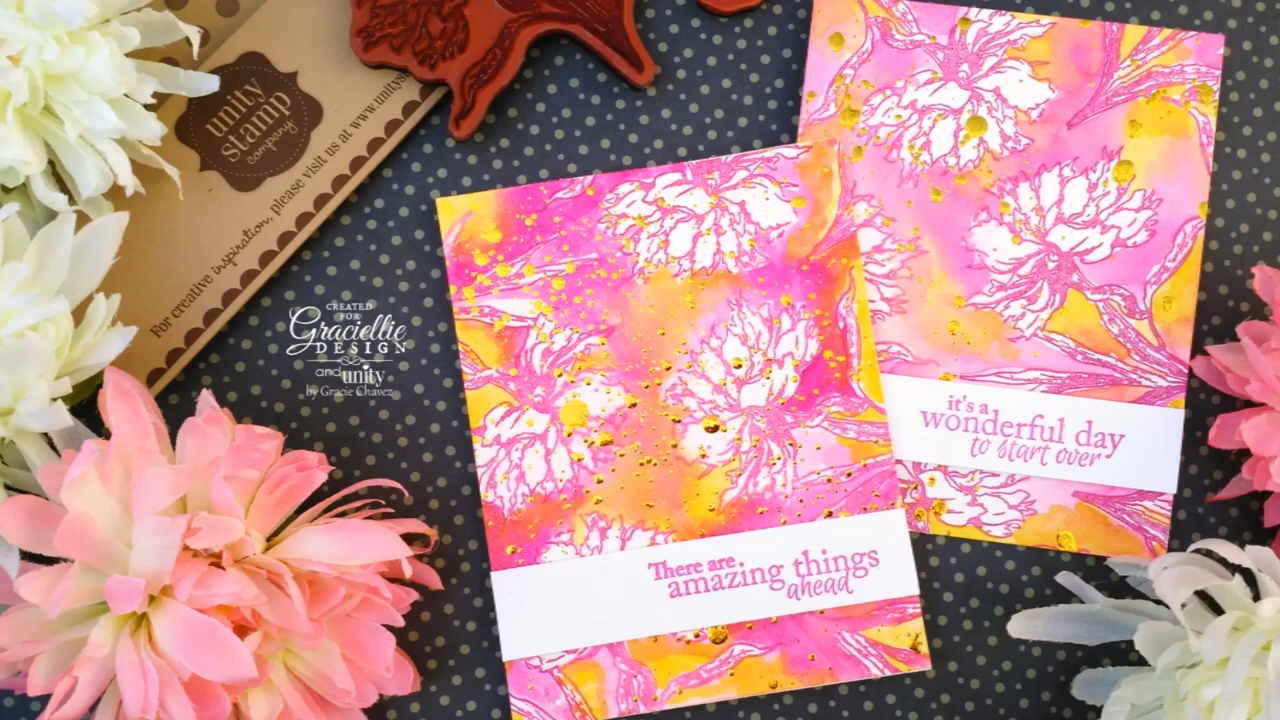 unity
stamp
company
For creative inspiration, please visit us at www.unitys
CREATED
FOR
Graciellie
DESIGN
and unity
by Gracie Chavez
There are
amazing things
ahead
it's a
wonderful day
to start over